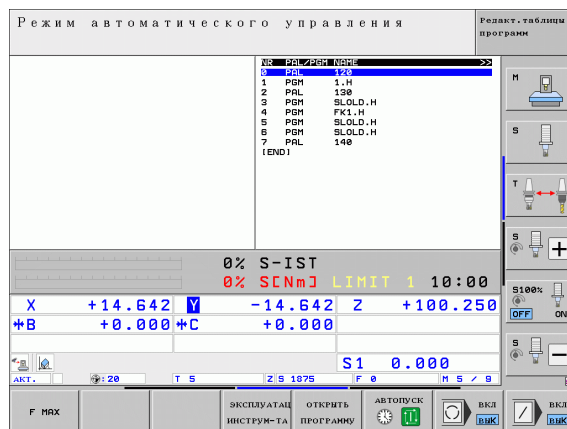 Режим автоматического управления
Редакт.таблицы
программ
NR PAL/PGM NAME >>
0 PAL 120
1 PGM 1.H
2 PAL 130
3 PGM SLOLD.H
4 PGM FK1.H
5 PGM SLOLD.H
6 PGM SLOLD.H
7 PAL 140
[END]
M
S
T
S
S100%
OFF ON
S
0% S-IST
0% S[Nm] LIMIT 1 10:00
X +14.642 Y -14.642 Z +100.250
B +0.000 C +0.000
S1 0.000
АКТ. :20 T 5 Z S 1875 F 0 M 5 / 9
F MAX
ЭКСПЛУАТАЦ
ИНСТРУМ-ТА
ОТКРЫТЬ
ПРОГРАММУ
АВТОПУСК
ВКЛ
ВЫК
ВКЛ
ВЫК